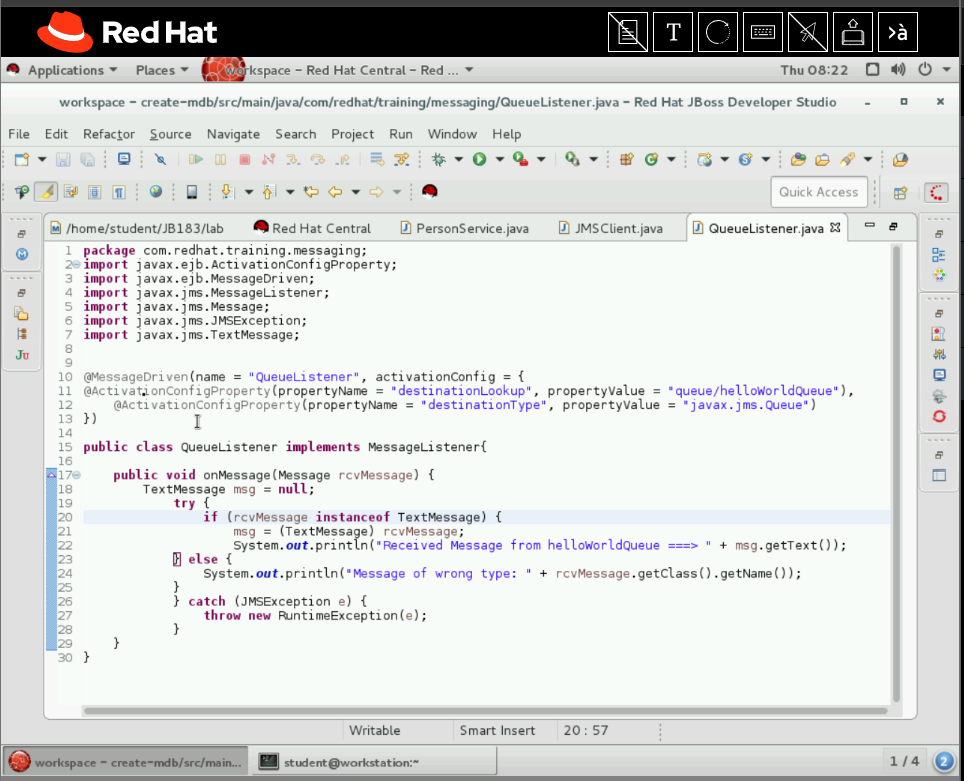 Red Hat
T
›à
Applications Places workspace – Red Hat Central – Red ... Thu 08:22
workspace – create-mdb/src/main/java/com/redhat/training/messaging/QueueListener.java – Red Hat JBoss Developer Studio
File Edit Refactor Source Navigate Search Project Run Window Help
Quick Access
/home/student/JB183/lab Red Hat Central PersonService.java JMSClient.java QueueListener.java
1 package com.redhat.training.messaging;
2 import javax.ejb.ActivationConfigProperty;
3 import javax.ejb.MessageDriven;
4 import javax.jms.MessageListener;
5 import javax.jms.Message;
6 import javax.jms.JMSException;
7 import javax.jms.TextMessage;
8
9
10 @MessageDriven(name = "QueueListener", activationConfig = {
11 @ActivationConfigProperty(propertyName = "destinationLookup", propertyValue = "queue/helloWorldQueue"),
12     @ActivationConfigProperty(propertyName = "destinationType", propertyValue = "javax.jms.Queue")
13 })
14
15 public class QueueListener implements MessageListener{
16
17     public void onMessage(Message rcvMessage) {
18         TextMessage msg = null;
19             try {
20                 if (rcvMessage instanceof TextMessage) {
21                     msg = (TextMessage) rcvMessage;
22                     System.out.println("Received Message from helloWorldQueue ===> " + msg.getText());
23             } else {
24                 System.out.println("Message of wrong type: " + rcvMessage.getClass().getName());
25             }
26             } catch (JMSException e) {
27                 throw new RuntimeException(e);
28             }
29     }
30 }
Writable Smart Insert 20 : 57
workspace – create-mdb/src/main... student@workstation:~ 1 / 4 2